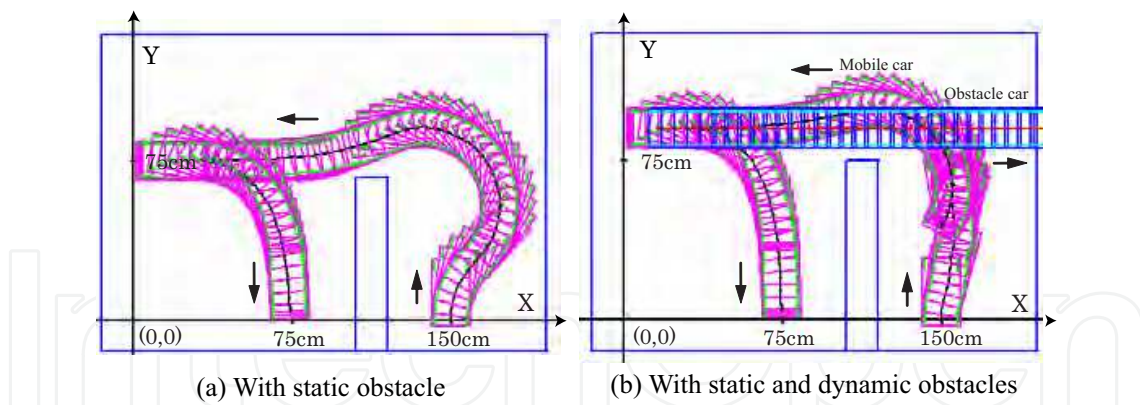 Y
75cm
X
(0,0)
75cm
150cm
(a) With static obstacle
Y
Mobile car
Obstacle car
75cm
X
(0,0)
75cm
150cm
(b) With static and dynamic obstacles